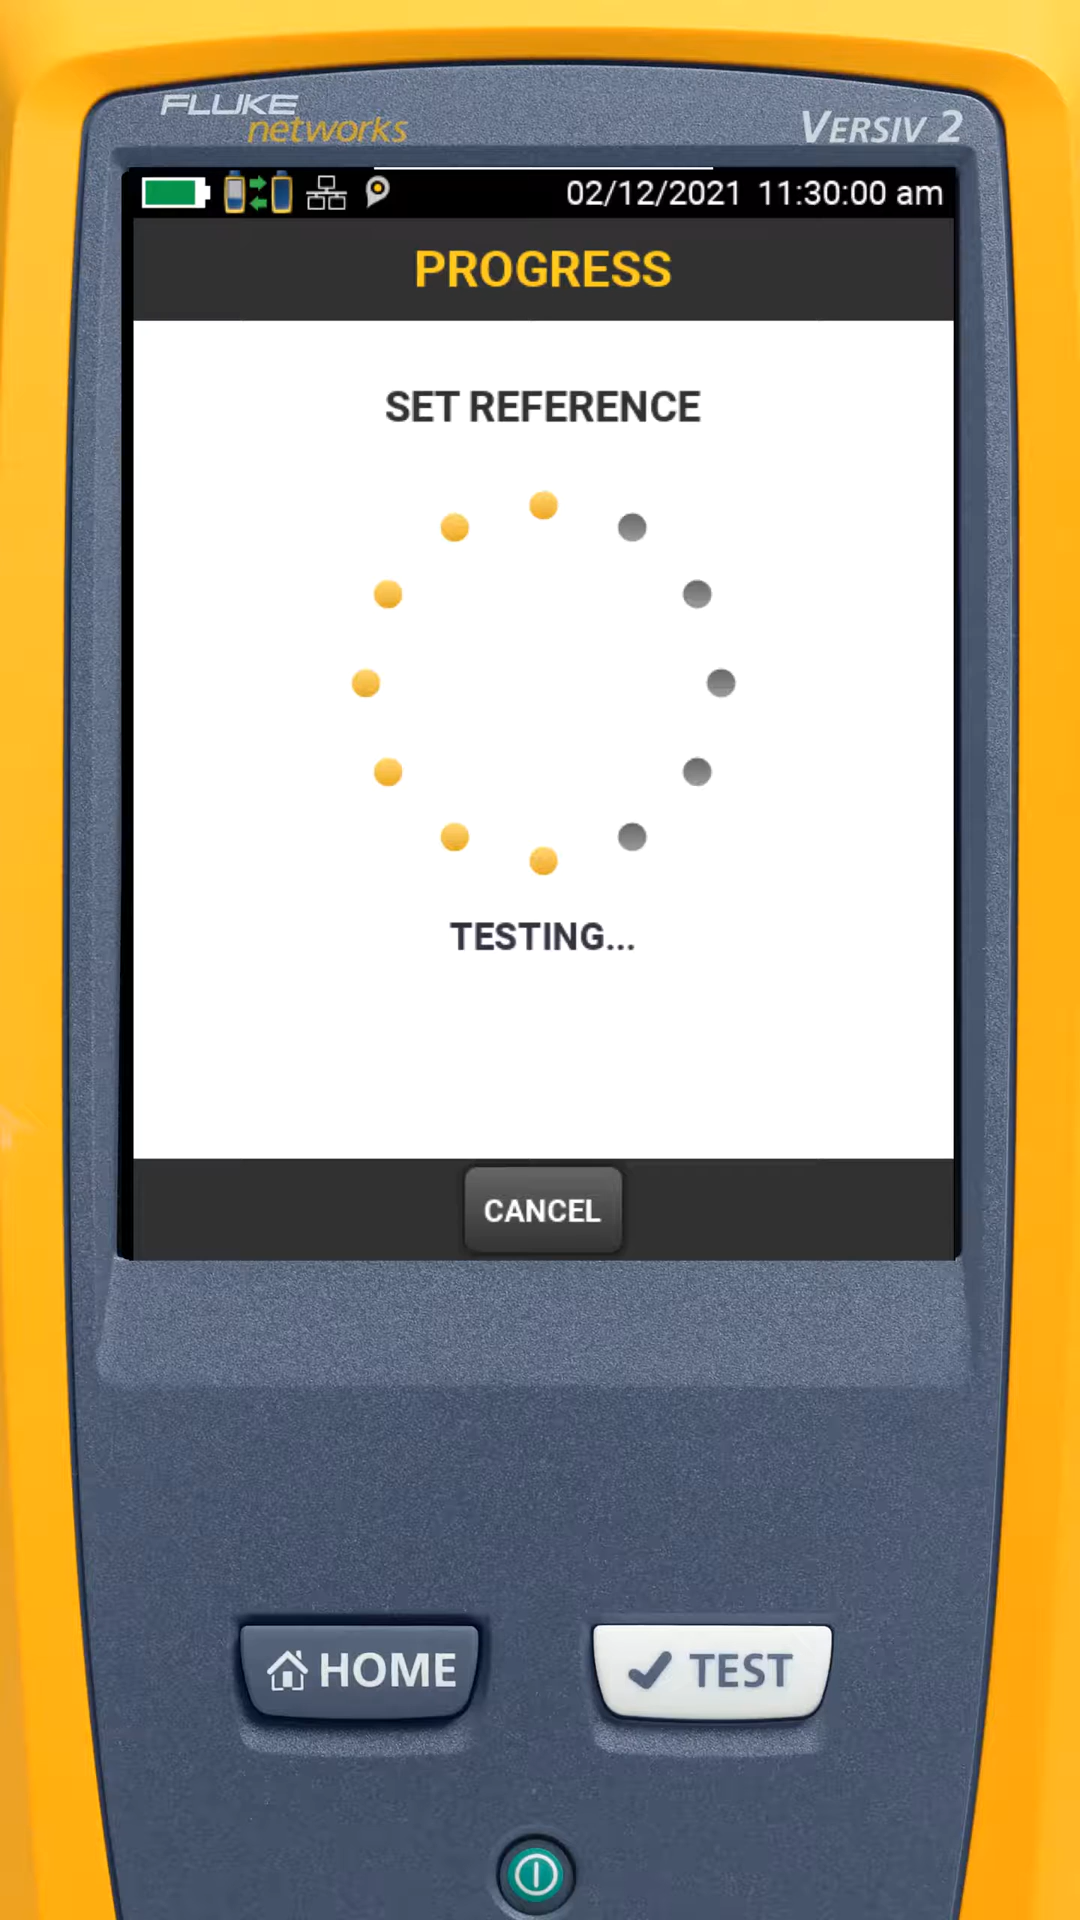 FLUKE
networks
VERSIV 2
02/12/2021 11:30:00 am
PROGRESS
SET REFERENCE
TESTING...
CANCEL
HOME
TEST